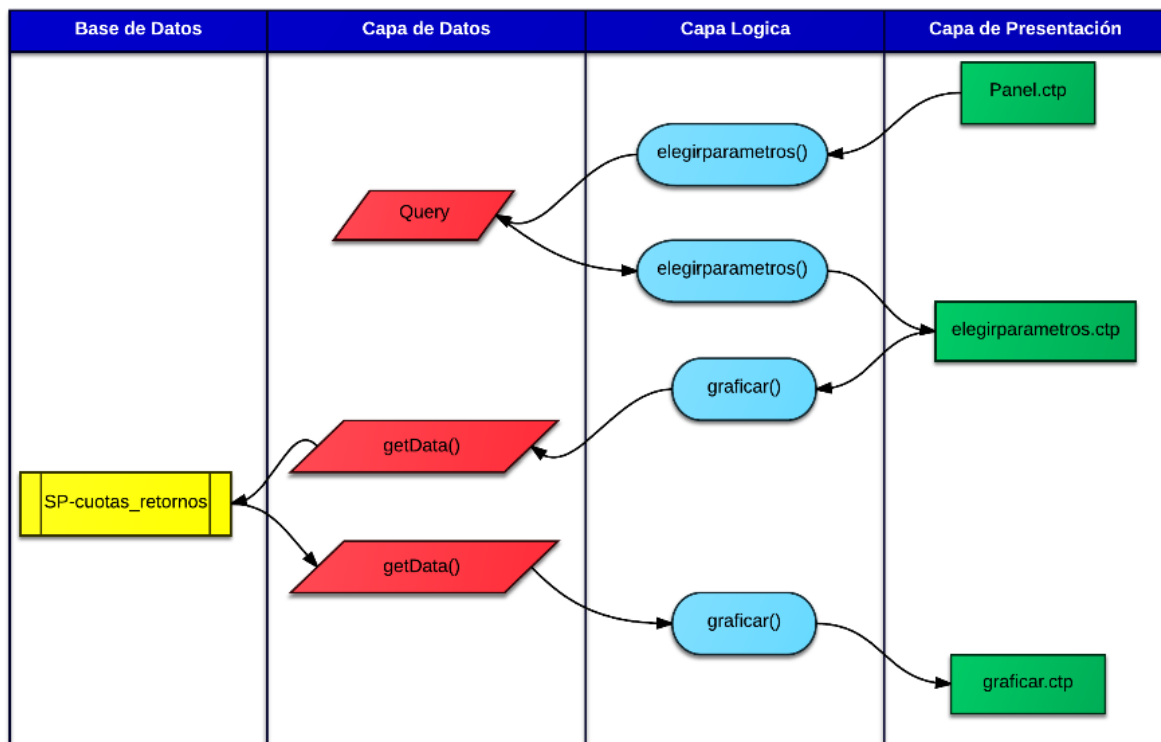 Base de Datos
Capa de Datos
Capa Logica
Capa de Presentación
Panel.ctp
elegirparametros()
Query
elegirparametros()
elegirparametros.ctp
graficar()
getData()
SP-cuotas_retornos
getData()
graficar()
graficar.ctp